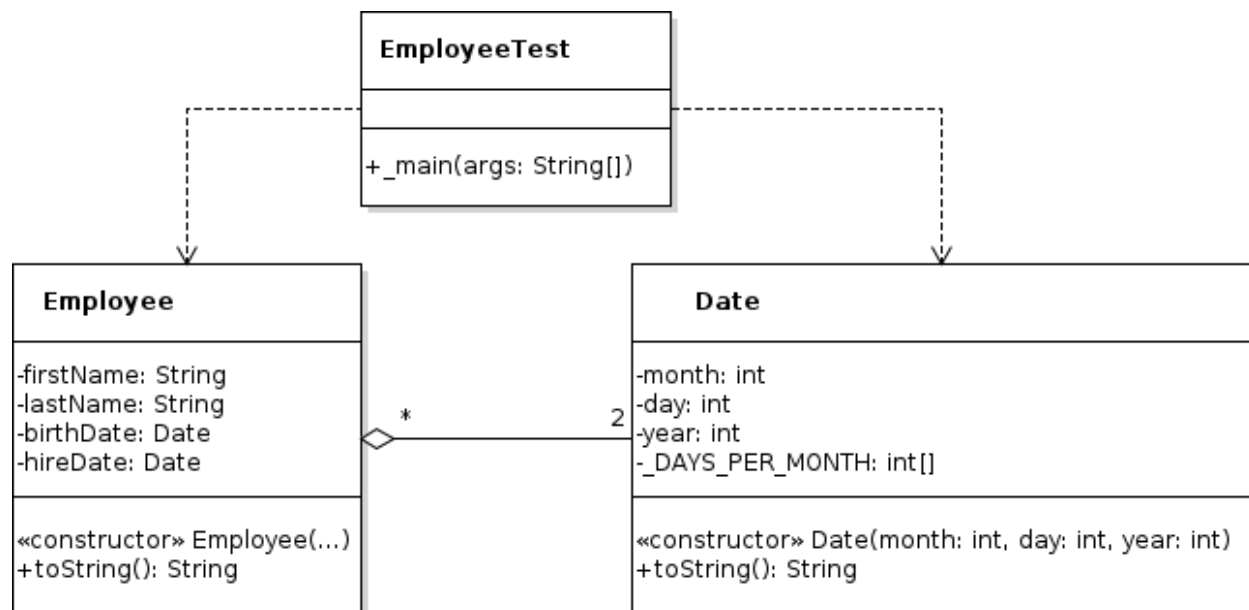 EmployeeTest
+_main(args: String[])
Employee
-firstName: String
-lastName: String
-birthDate: Date
-hireDate: Date
«constructor» Employee(...)
+toString(): String
*
2
Date
-month: int
-day: int
-year: int
-_DAYS_PER_MONTH: int[]
«constructor» Date(month: int, day: int, year: int)
+toString(): String